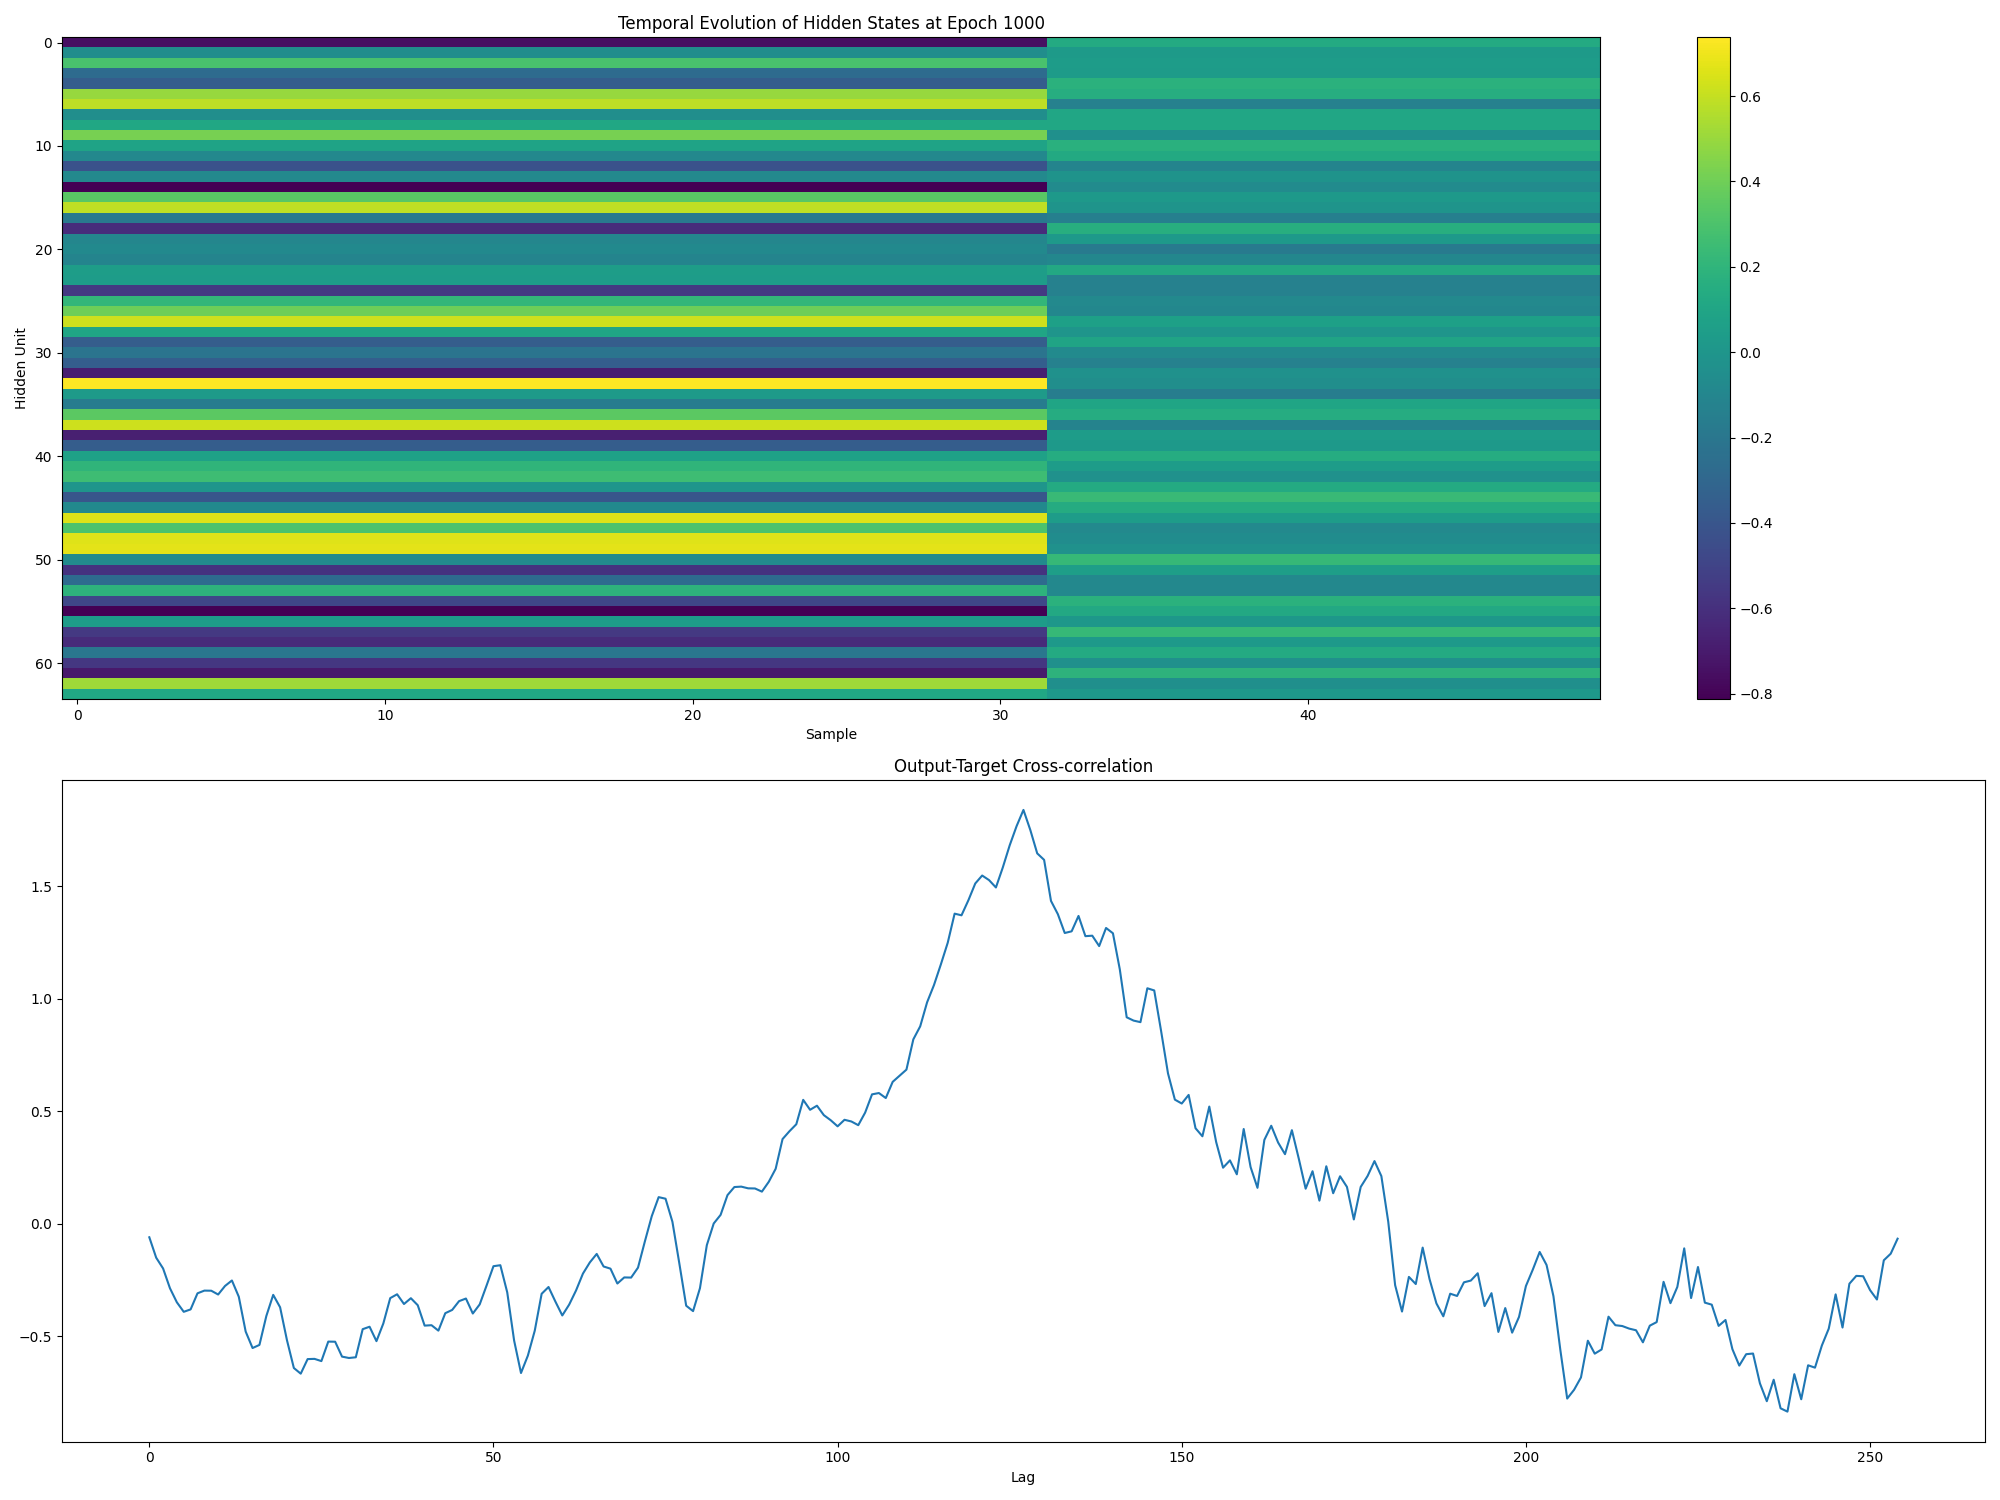 Temporal Evolution of Hidden States at Epoch 1000
0
10
20
30
40
50
60
Hidden Unit
0 10 20 30 40
Sample
0.6
0.4
0.2
0.0
−0.2
−0.4
−0.6
−0.8
Output-Target Cross-correlation
1.5
1.0
0.5
0.0
−0.5
0 50 100 150 200 250
Lag